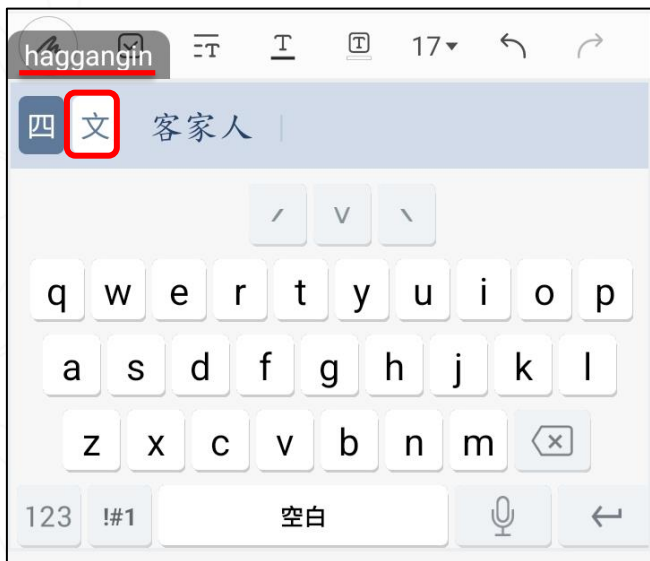 T T T 17
haggangin
四 文 客家人
ˊ ˇ ˋ
q w e r t y u i o p
a s d f g h j k l
z x c v b n m
123 !#1 空白